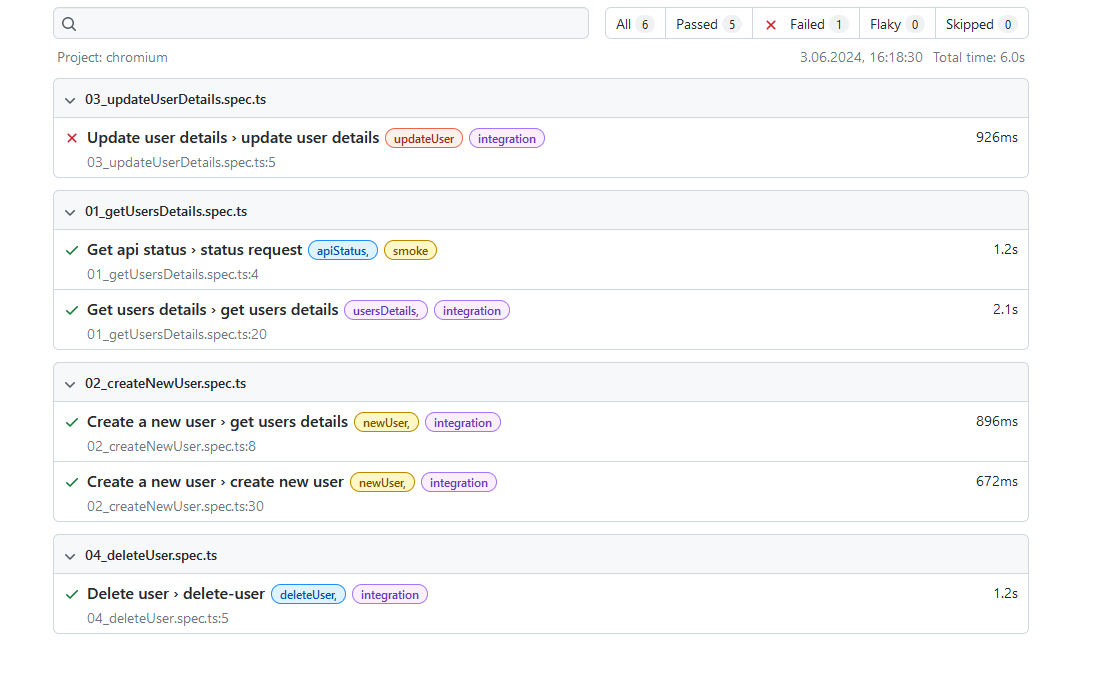 All 6 Passed 5 Failed 1 Flaky 0 Skipped 0
Project: chromium 3.06.2024, 16:18:30 Total time: 6.0s
03_updateUserDetails.spec.ts
Update user details › update user details updateUser integration 926ms
03_updateUserDetails.spec.ts:5
01_getUsersDetails.spec.ts
Get api status › status request apiStatus, smoke 1.2s
01_getUsersDetails.spec.ts:4
Get users details › get users details usersDetails, integration 2.1s
01_getUsersDetails.spec.ts:20
02_createNewUser.spec.ts
Create a new user › get users details newUser, integration 896ms
02_createNewUser.spec.ts:8
Create a new user › create new user newUser, integration 672ms
02_createNewUser.spec.ts:30
04_deleteUser.spec.ts
Delete user › delete-user deleteUser, integration 1.2s
04_deleteUser.spec.ts:5